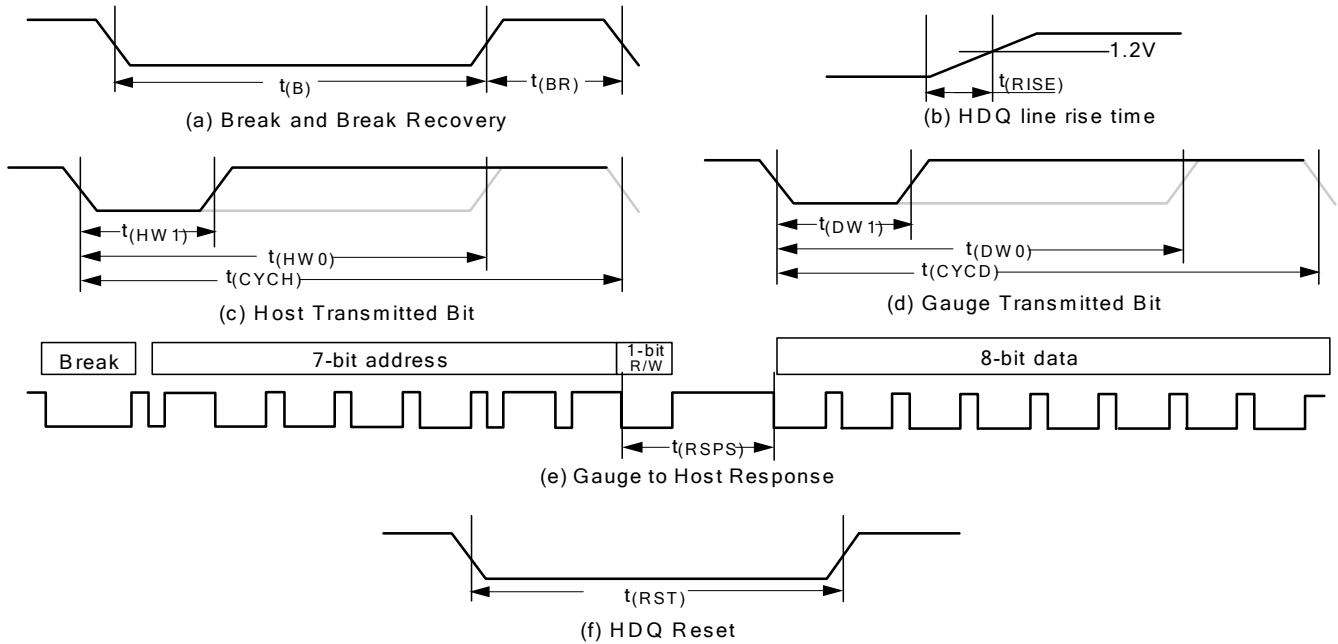 t(B)
t(BR)
(a) Break and Break Recovery
1.2V
t(RISE)
(b) HDQ line rise time
t(HW1)
t(HW0)
t(CYCH)
(c) Host Transmitted Bit
t(DW1)
t(DW0)
t(CYCD)
(d) Gauge Transmitted Bit
Break
7-bit address
1-bit
R/W
8-bit data
t(RSPS)
(e) Gauge to Host Response
t(RST)
(f) HDQ Reset